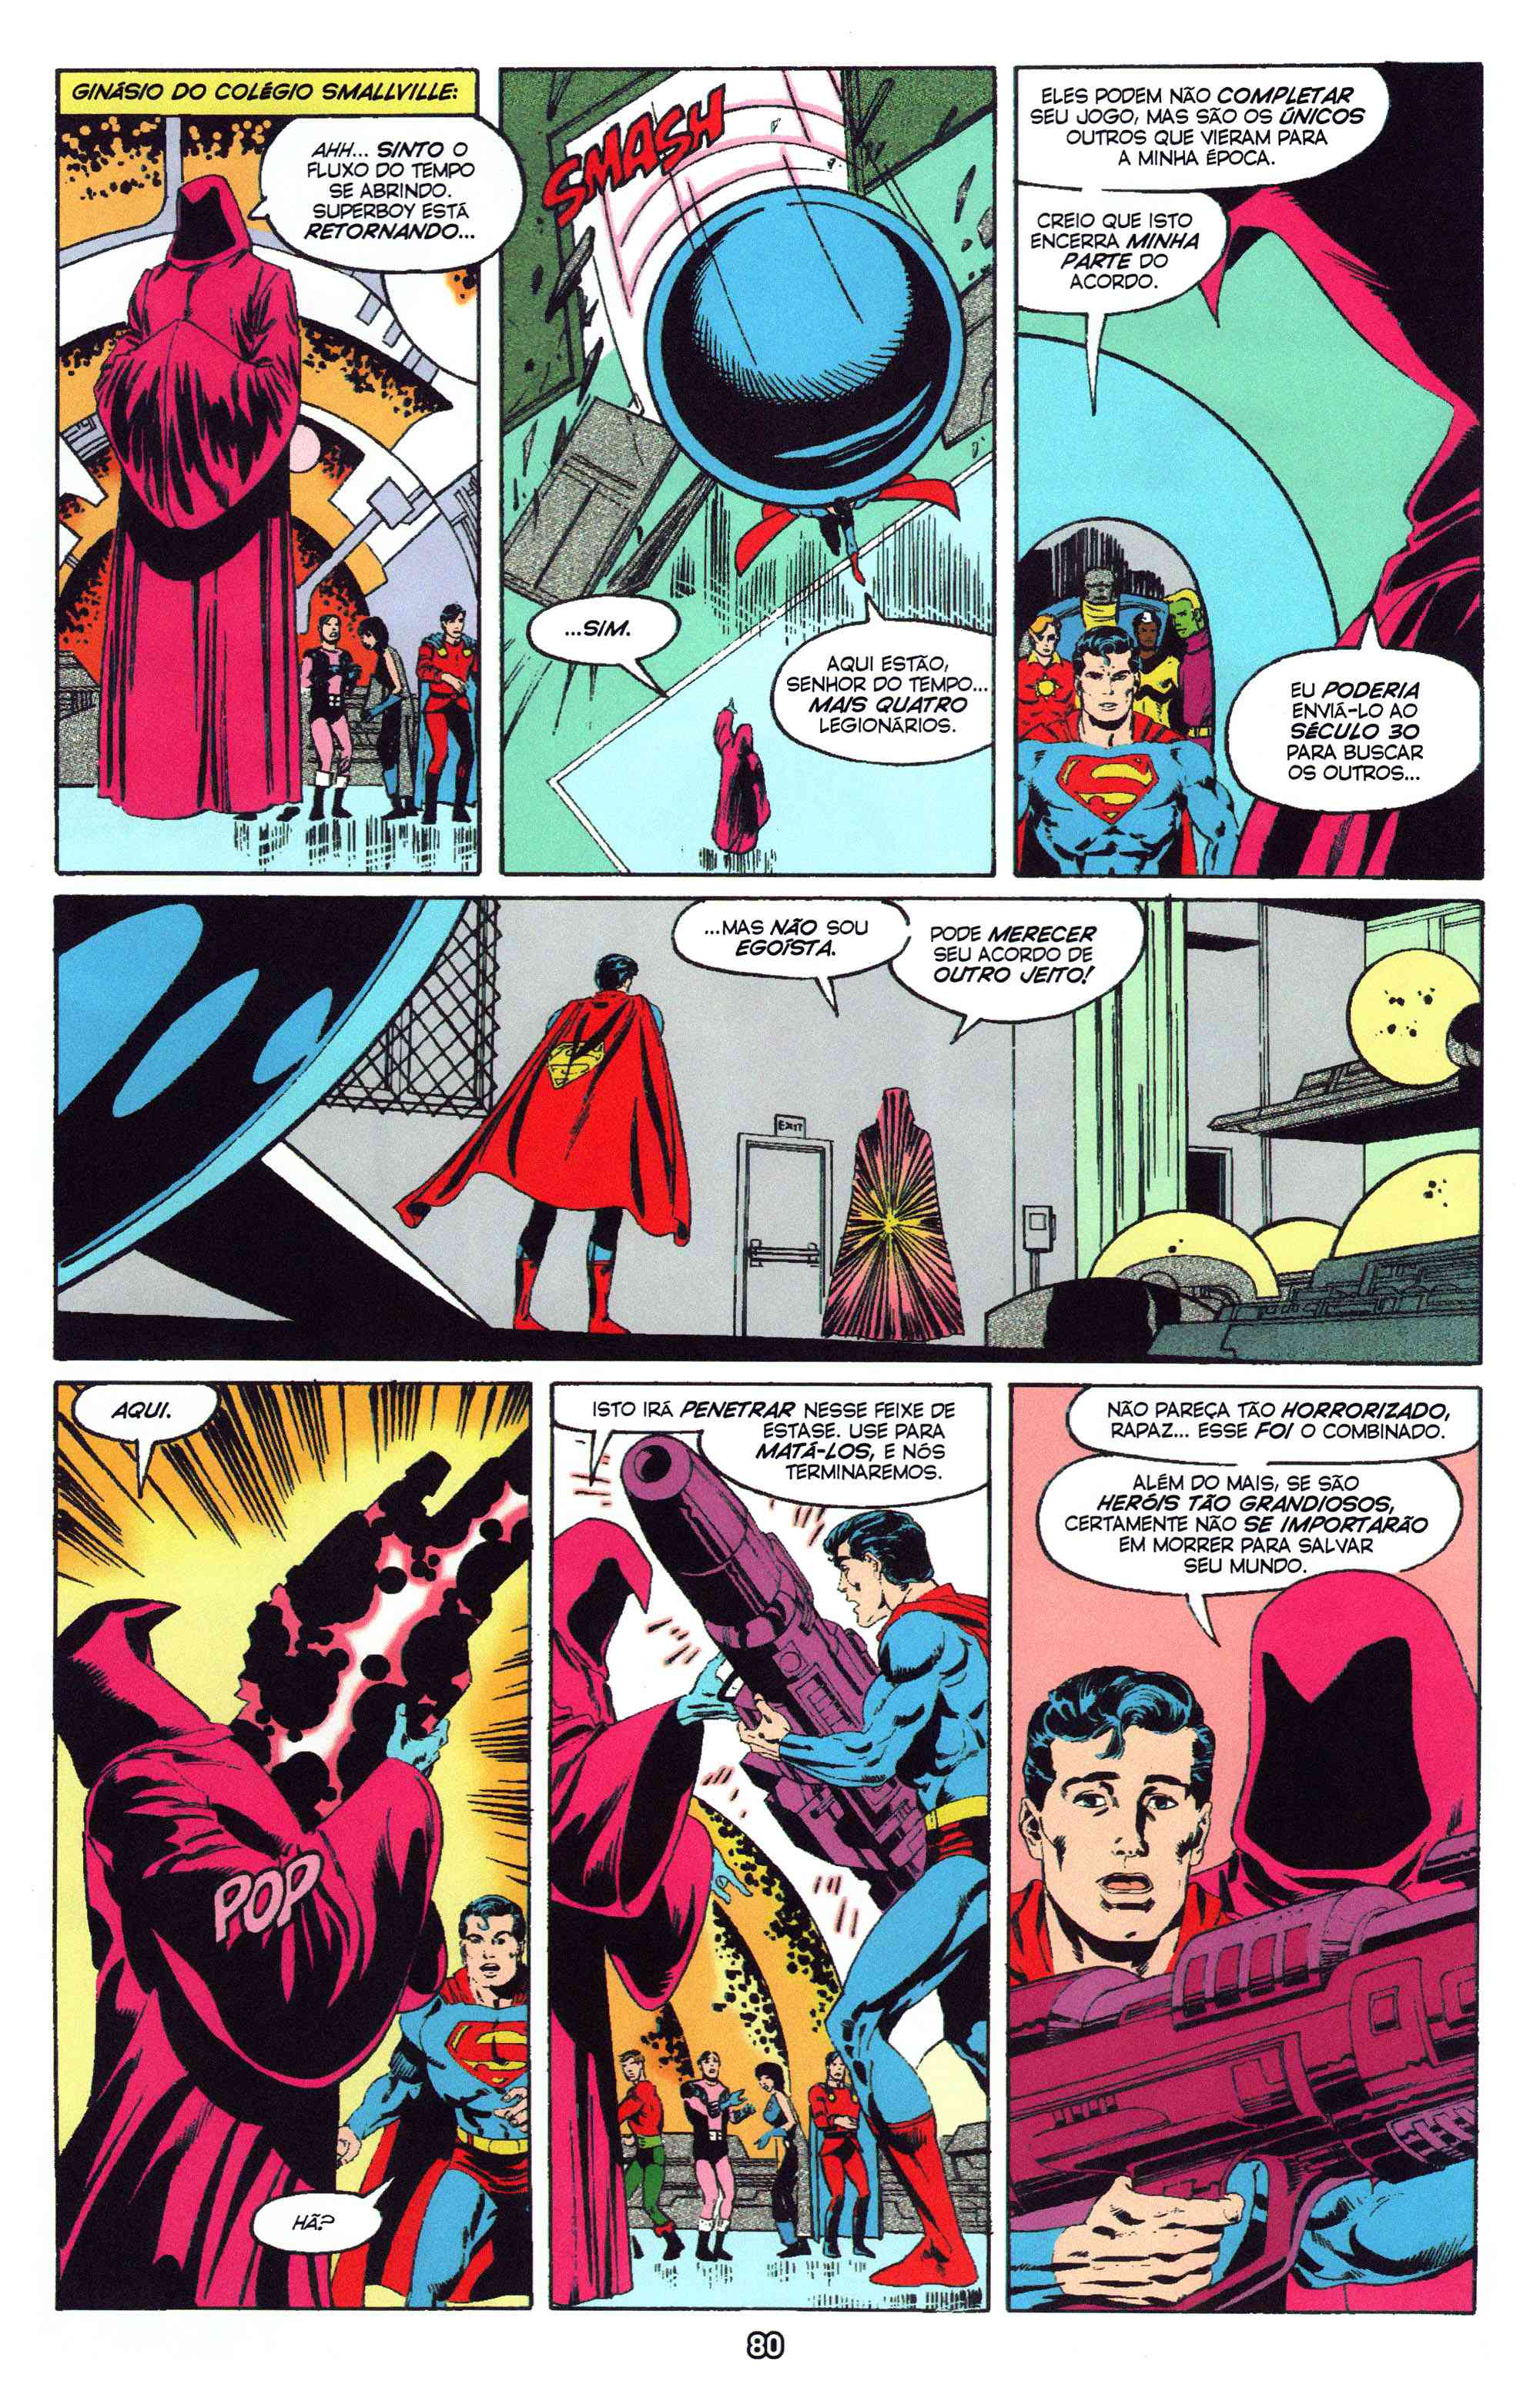 GINÁSIO DO COLÉGIO SMALLVILLE:
AHH... SINTO O
FLUXO DO TEMPO
SE ABRINDO.
SUPERBOY ESTÁ
RETORNANDO...
SMASH
...SIM.
AQUI ESTÃO,
SENHOR DO TEMPO...
MAIS QUATRO
LEGIONÁRIOS.
ELES PODEM NÃO COMPLETAR
SEU JOGO, MAS SÃO OS ÚNICOS
OUTROS QUE VIERAM PARA
A MINHA ÉPOCA.
CREIO QUE ISTO
ENCERRA MINHA
PARTE DO
ACORDO.
EU PODERIA
ENVIÁ-LO AO
SÉCULO 30
PARA BUSCAR
OS OUTROS...
...MAS NÃO SOU
EGOÍSTA.
PODE MERECER
SEU ACORDO DE
OUTRO JEITO!
EXIT
AQUI.
POP
HÃ?
ISTO IRÁ PENETRAR NESSE FEIXE DE
ESTASE. USE PARA
MATÁ-LOS, E NÓS
TERMINAREMOS.
NÃO PAREÇA TÃO HORRORIZADO,
RAPAZ... ESSE FOI O COMBINADO.
ALÉM DO MAIS, SE SÃO
HERÓIS TÃO GRANDIOSOS,
CERTAMENTE NÃO SE IMPORTARÃO
EM MORRER PARA SALVAR
SEU MUNDO.
80